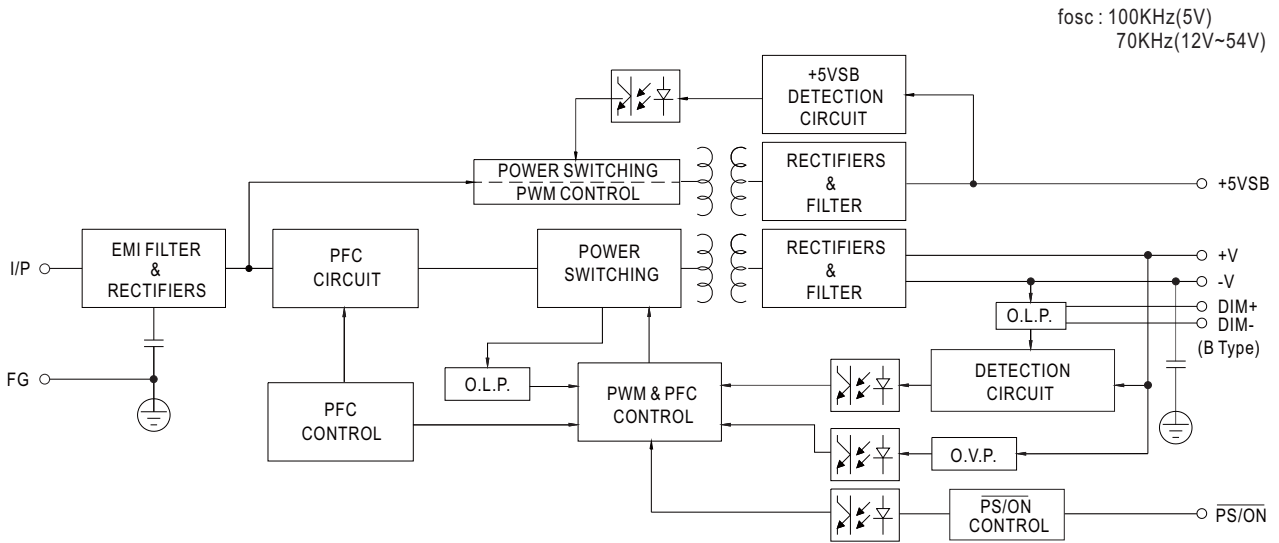 fosc : 100KHz(5V)
70KHz(12V~54V)
+5VSB
DETECTION
CIRCUIT
POWER SWITCHING
PWM CONTROL
RECTIFIERS
&
FILTER
+5VSB
I/P
EMI FILTER
&
RECTIFIERS
PFC
CIRCUIT
POWER
SWITCHING
RECTIFIERS
&
FILTER
+V
-V
DIM+
DIM-
(B Type)
O.L.P.
FG
O.L.P.
PFC
CONTROL
PWM & PFC
CONTROL
DETECTION
CIRCUIT
O.V.P.
PS/ON
CONTROL
PS/ON